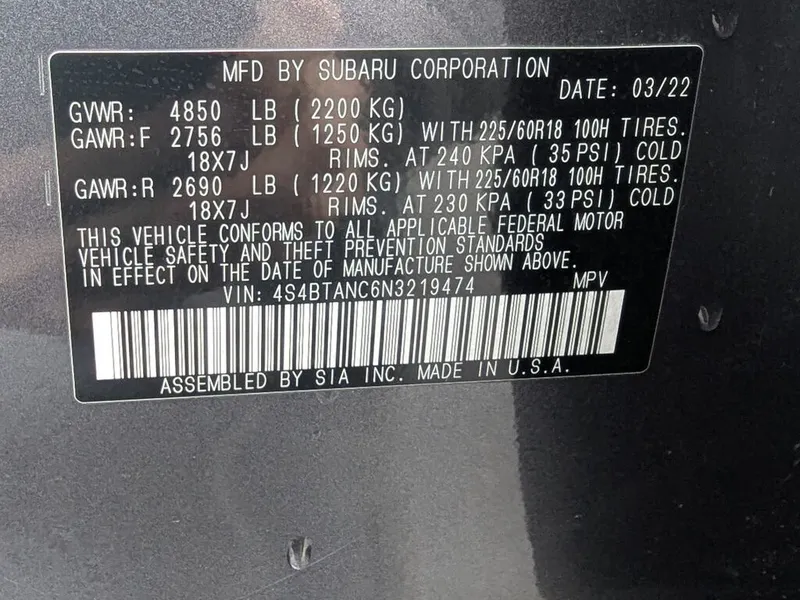 MFD BY SUBARU CORPORATION
DATE: 03/22
GVWR: 4850 LB ( 2200 KG)
GAWR:F 2756 LB ( 1250 KG) WITH 225/60R18 100H TIRES.
18X7J RIMS. AT 240 KPA ( 35 PSI) COLD
GAWR:R 2690 LB ( 1220 KG) WITH 225/60R18 100H TIRES.
18X7J RIMS. AT 230 KPA ( 33 PSI) COLD
THIS VEHICLE CONFORMS TO ALL APPLICABLE FEDERAL MOTOR
VEHICLE SAFETY AND THEFT PREVENTION STANDARDS
IN EFFECT ON THE DATE OF MANUFACTURE SHOWN ABOVE.
VIN: 4S4BTANC6N3219474 MPV
ASSEMBLED BY SIA INC. MADE IN U.S.A.